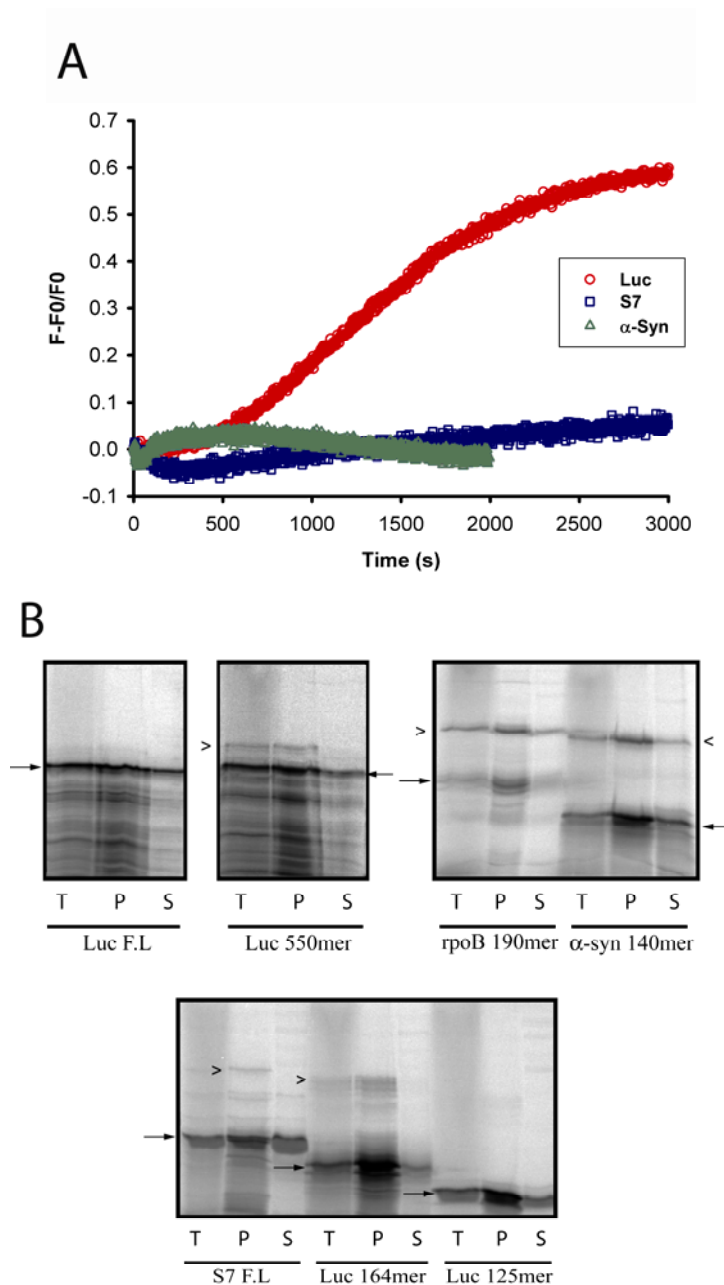 A
0.7
0.6
0.5
0.4
0.3
0.2
0.1
0.0
-0.1
F-F0/F0
Luc
S7
α-Syn
0 500 1000 1500 2000 2500 3000
Time (s)
B
> > <
T P S T P S T P S T P S
Luc F.L Luc 550mer rpoB 190mer α-syn 140mer
> >
T P S T P S T P S
S7 F.L Luc 164mer Luc 125mer